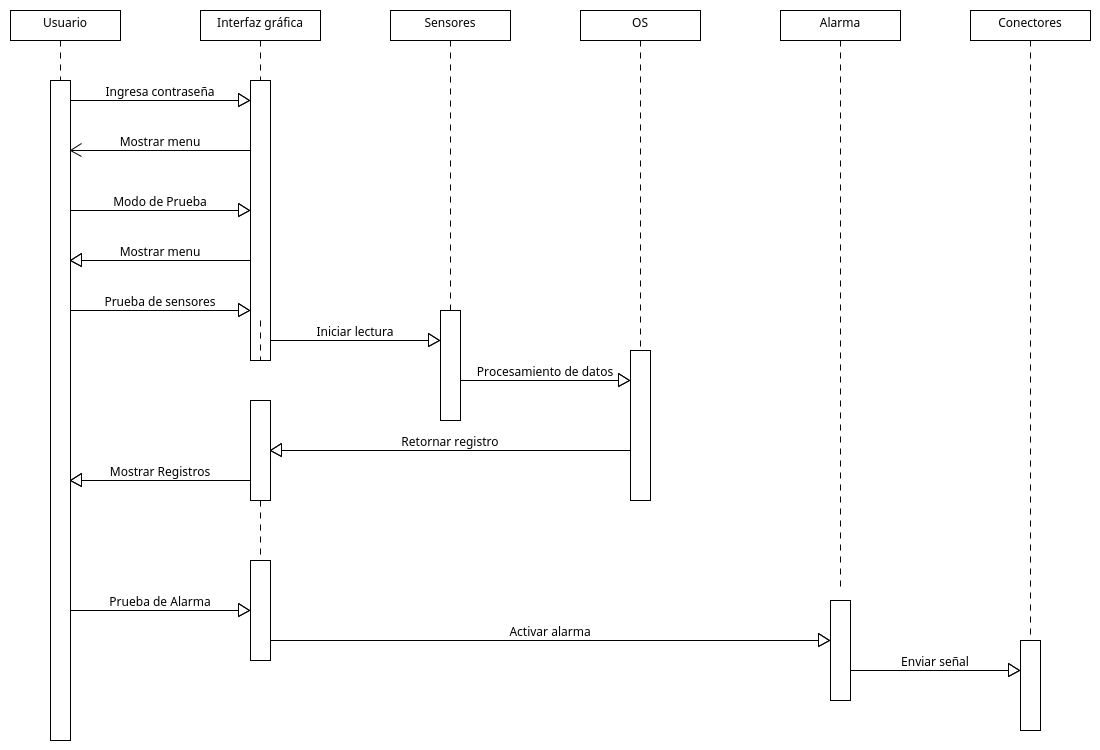 Usuario
Interfaz gráfica
Sensores
OS
Alarma
Conectores
Ingresa contraseña
Mostrar menu
Modo de Prueba
Mostrar menu
Prueba de sensores
Iniciar lectura
Procesamiento de datos
Retornar registro
Mostrar Registros
Prueba de Alarma
Activar alarma
Enviar señal